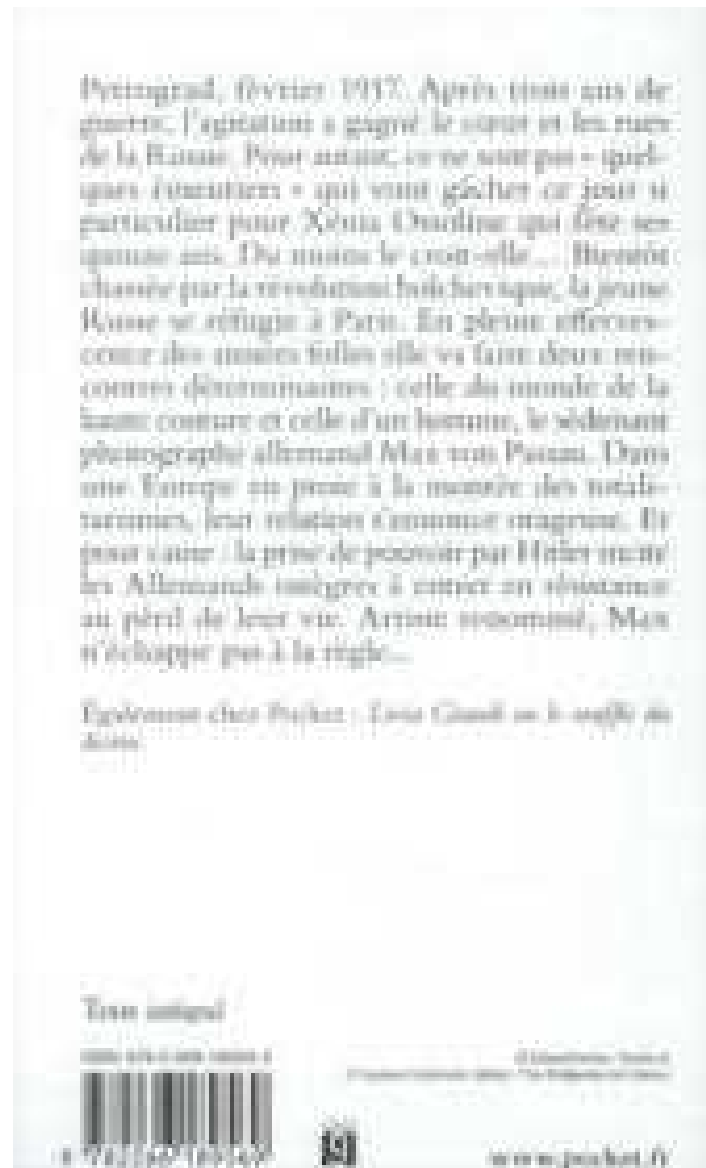 Petrograd, février 1917. Après trois ans de
guerre, l'agitation a gagné le cœur et les rues
de la Russie. Pour autant, ce ne sont pas « quel-
ques émeutiers » qui vont gâcher ce jour si
particulier pour Xénia Ossoline qui fête ses
quinze ans. Du moins le croit-elle... Bientôt
chassée par la révolution bolchevique, la jeune
Russe se réfugie à Paris. En pleine efferves-
cence des années folles elle va faire deux ren-
contres déterminantes : celle du monde de la
haute couture et celle d'un homme, le séduisant
photographe allemand Max von Passau. Dans
une Europe en proie à la montée des totali-
tarismes, leur relation s'annonce orageuse. Et
pour cause : la prise de pouvoir par Hitler incite
les Allemands intègres à entrer en résistance
au péril de leur vie. Artiste renommé, Max
n'échappe pas à la règle...
Également chez Pocket : Livia Grandi ou le souffle du
destin
Texte intégral
www.pocket.fr